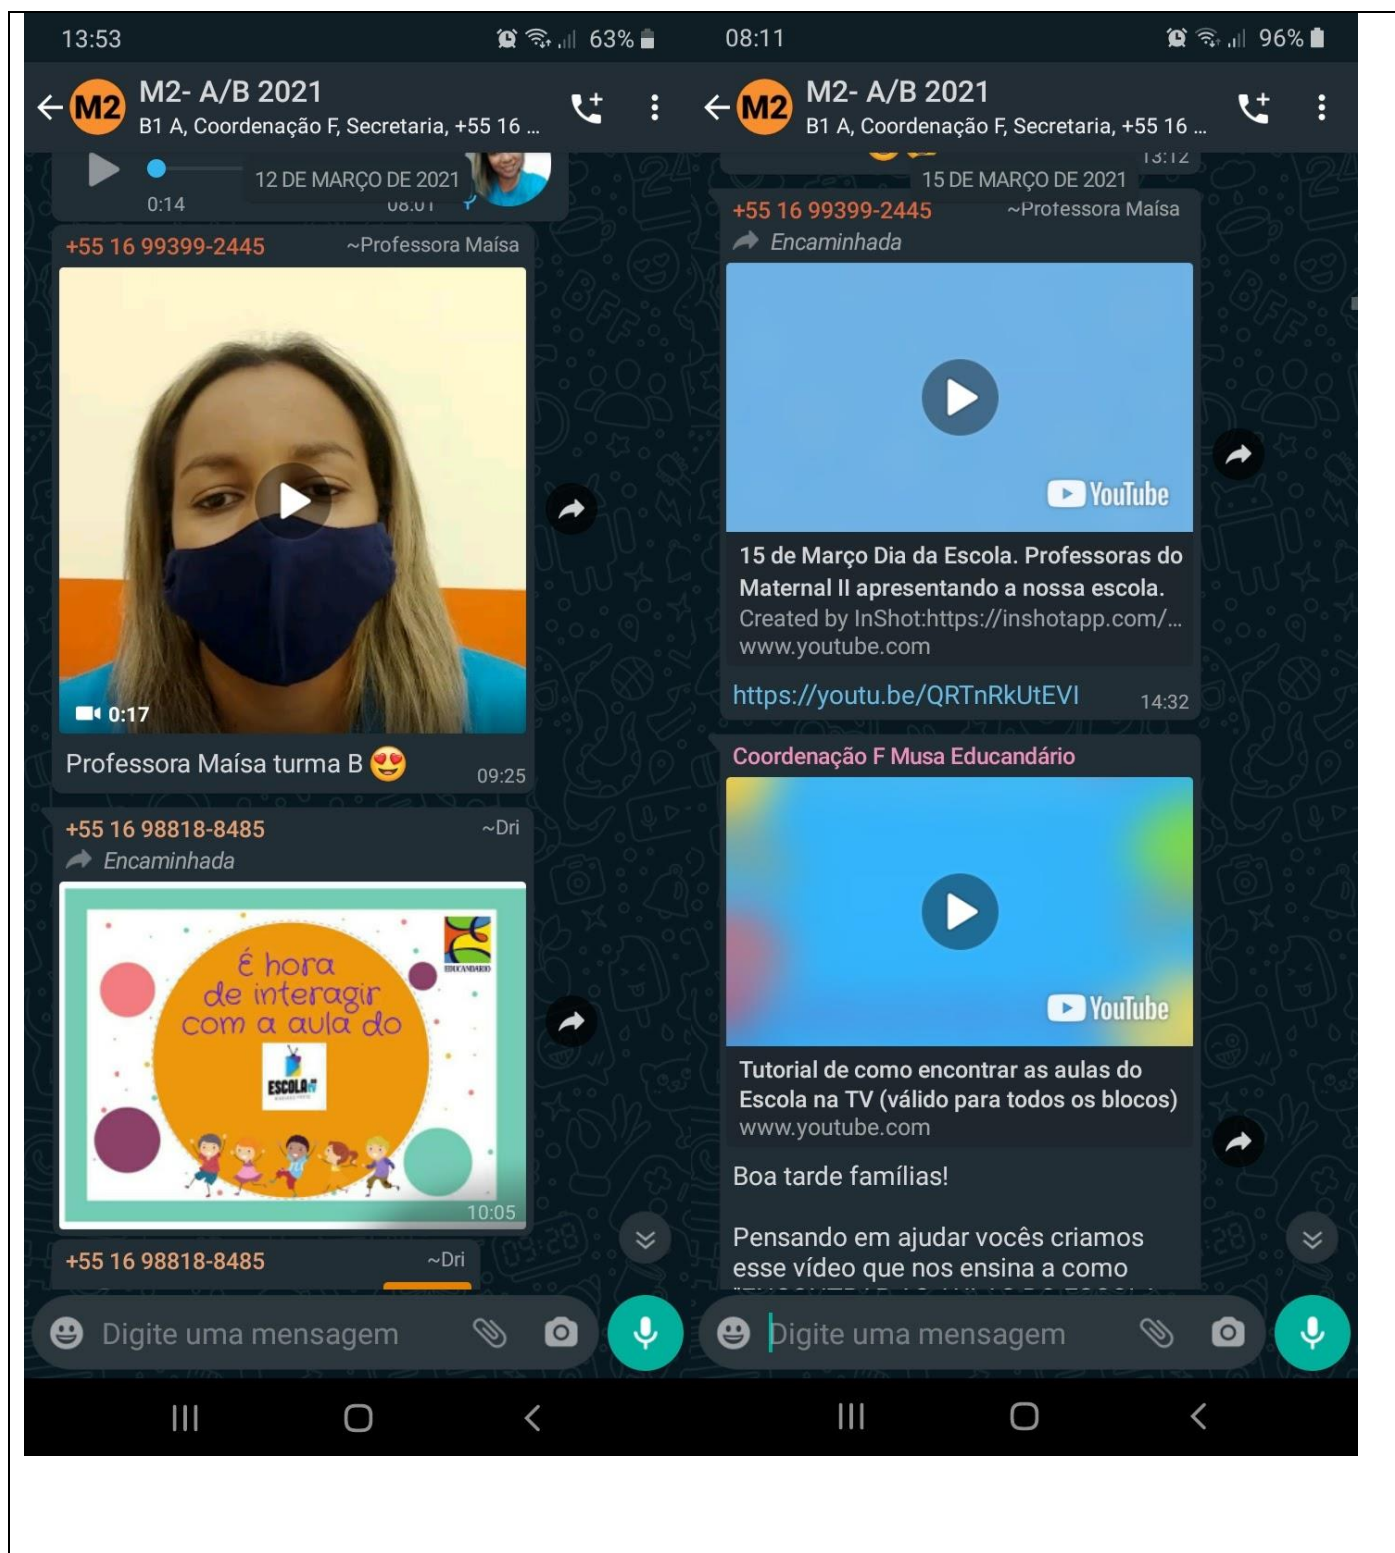 13:53
63%
M2- A/B 2021
B1 A, Coordenação F, Secretaria, +55 16 ...
12 DE MARÇO DE 2021
0:14
08:01
+55 16 99399-2445
~Professora Maísa
0:17
Professora Maísa turma B
09:25
+55 16 98818-8485
~Dri
Encaminhada
É hora
de interagir
com a aula do
EDUCANDÁRIO
ESCOLA
10:05
+55 16 98818-8485
~Dri
Digite uma mensagem
08:11
96%
M2- A/B 2021
B1 A, Coordenação F, Secretaria, +55 16 ...
13:12
15 DE MARÇO DE 2021
+55 16 99399-2445
~Professora Maísa
Encaminhada
YouTube
15 de Março Dia da Escola. Professoras do
Maternal II apresentando a nossa escola.
Created by InShot:https://inshotapp.com/...
www.youtube.com
https://youtu.be/QRTnRkUtEVI
14:32
Coordenação F Musa Educandário
YouTube
Tutorial de como encontrar as aulas do
Escola na TV (válido para todos os blocos)
www.youtube.com
Boa tarde famílias!
Pensando em ajudar vocês criamos
esse vídeo que nos ensina a como
Digite uma mensagem